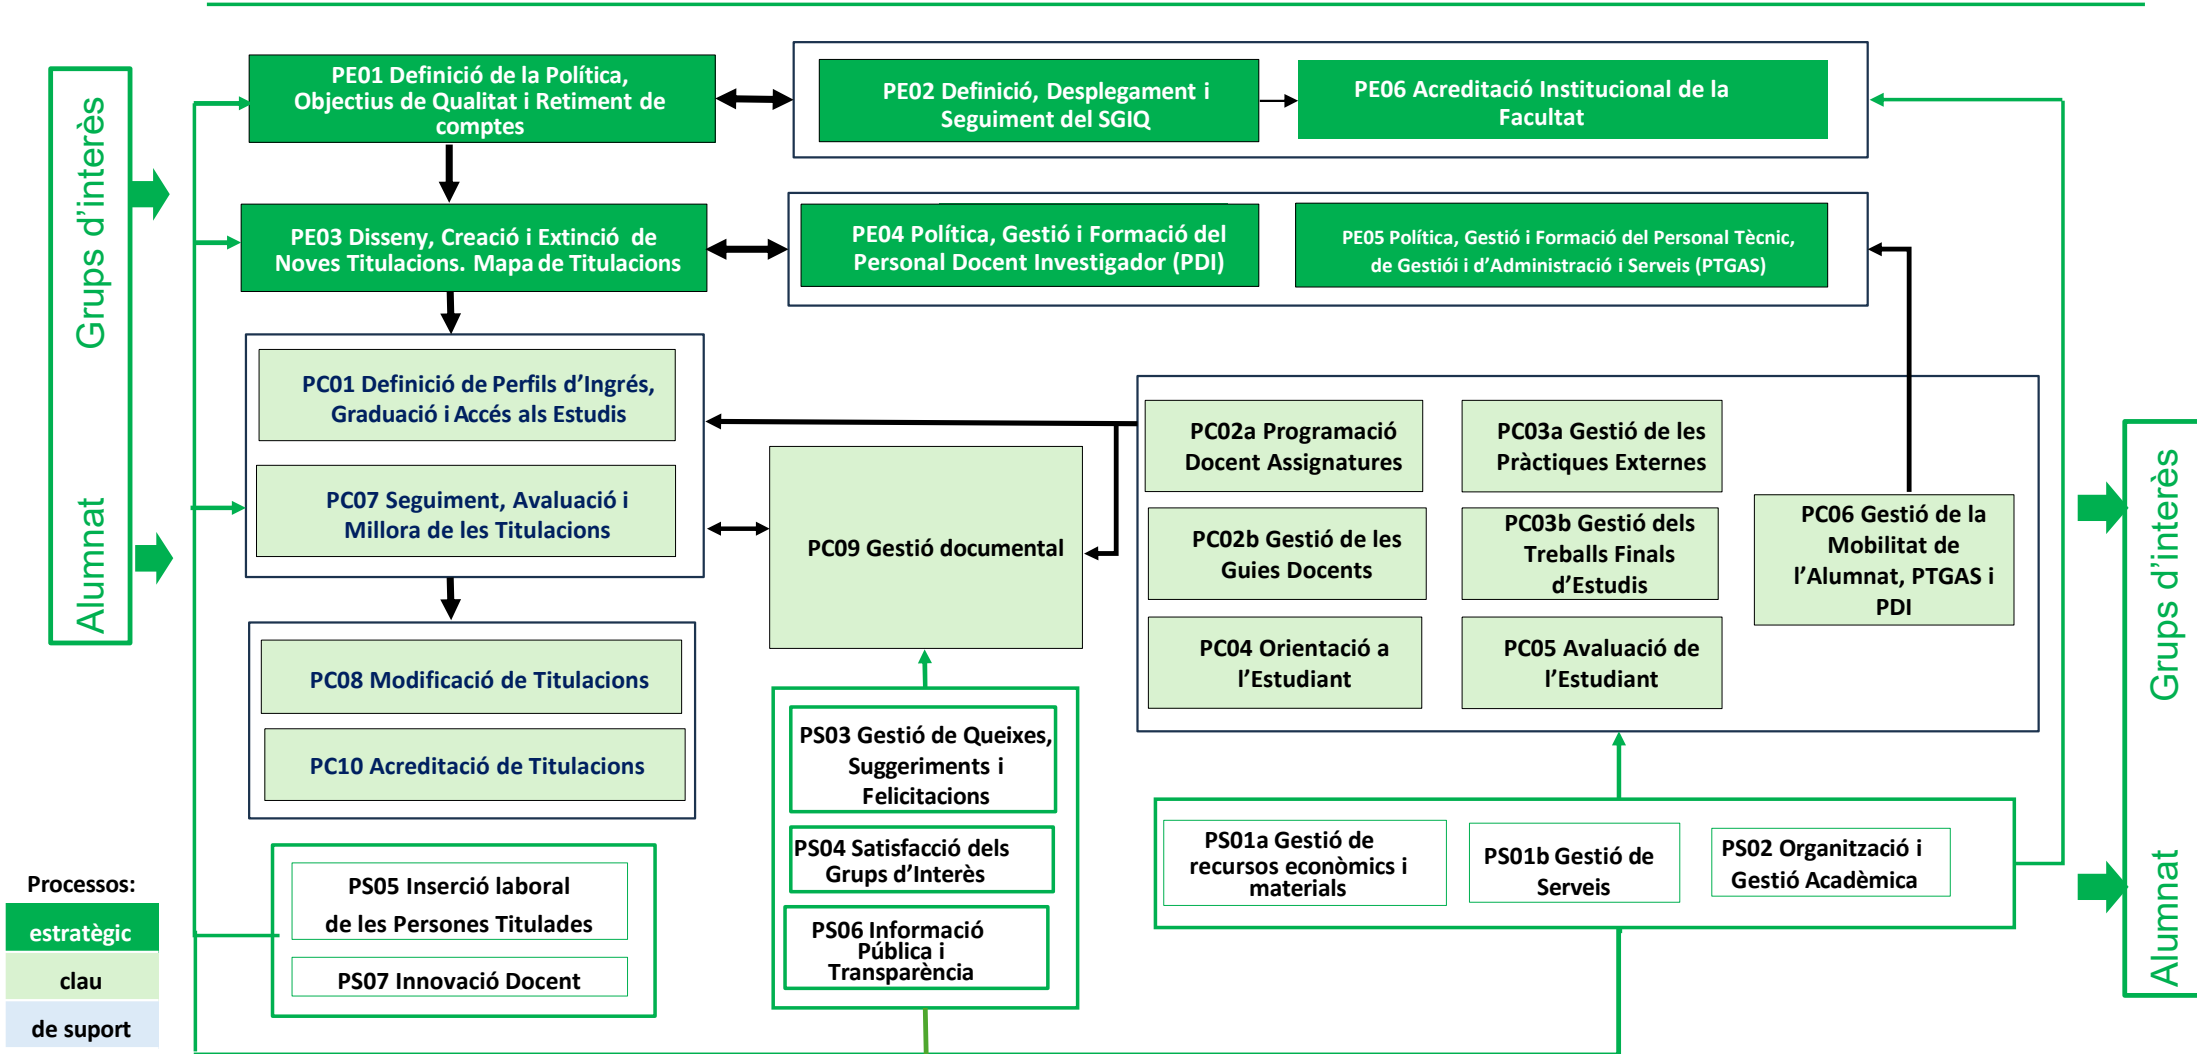 PE01 Definició de la Política,
Objectius de Qualitat i Retiment de
comptes
PE02 Definició, Desplegament i
Seguiment del SGIQ
PE06 Acreditació Institucional de la
Facultat
Grups d’interès
Alumnat
PE03 Disseny, Creació i Extinció de
Noves Titulacions. Mapa de Titulacions
PE04 Política, Gestió i Formació del
Personal Docent Investigador (PDI)
PE05 Política, Gestió i Formació del Personal Tècnic,
de Gestiói i d’Administració i Serveis (PTGAS)
PC01 Definició de Perfils d’Ingrés,
Graduació i Accés als Estudis
PC07 Seguiment, Avaluació i
Millora de les Titulacions
PC09 Gestió documental
PC02a Programació
Docent Assignatures
PC03a Gestió de les
Pràctiques Externes
PC02b Gestió de les
Guies Docents
PC03b Gestió dels
Treballs Finals
d’Estudis
PC06 Gestió de la
Mobilitat de
l’Alumnat, PTGAS i
PDI
PC04 Orientació a
l’Estudiant
PC05 Avaluació de
l’Estudiant
Grups d’interès
Alumnat
PC08 Modificació de Titulacions
PC10 Acreditació de Titulacions
PS03 Gestió de Queixes,
Suggeriments i
Felicitacions
PS04 Satisfacció dels
Grups d’Interès
PS06 Informació
Pública i
Transparència
PS01a Gestió de
recursos econòmics i
materials
PS01b Gestió de
Serveis
PS02 Organització i
Gestió Acadèmica
PS05 Inserció laboral
de les Persones Titulades
PS07 Innovació Docent
Processos:
estratègic
clau
de suport